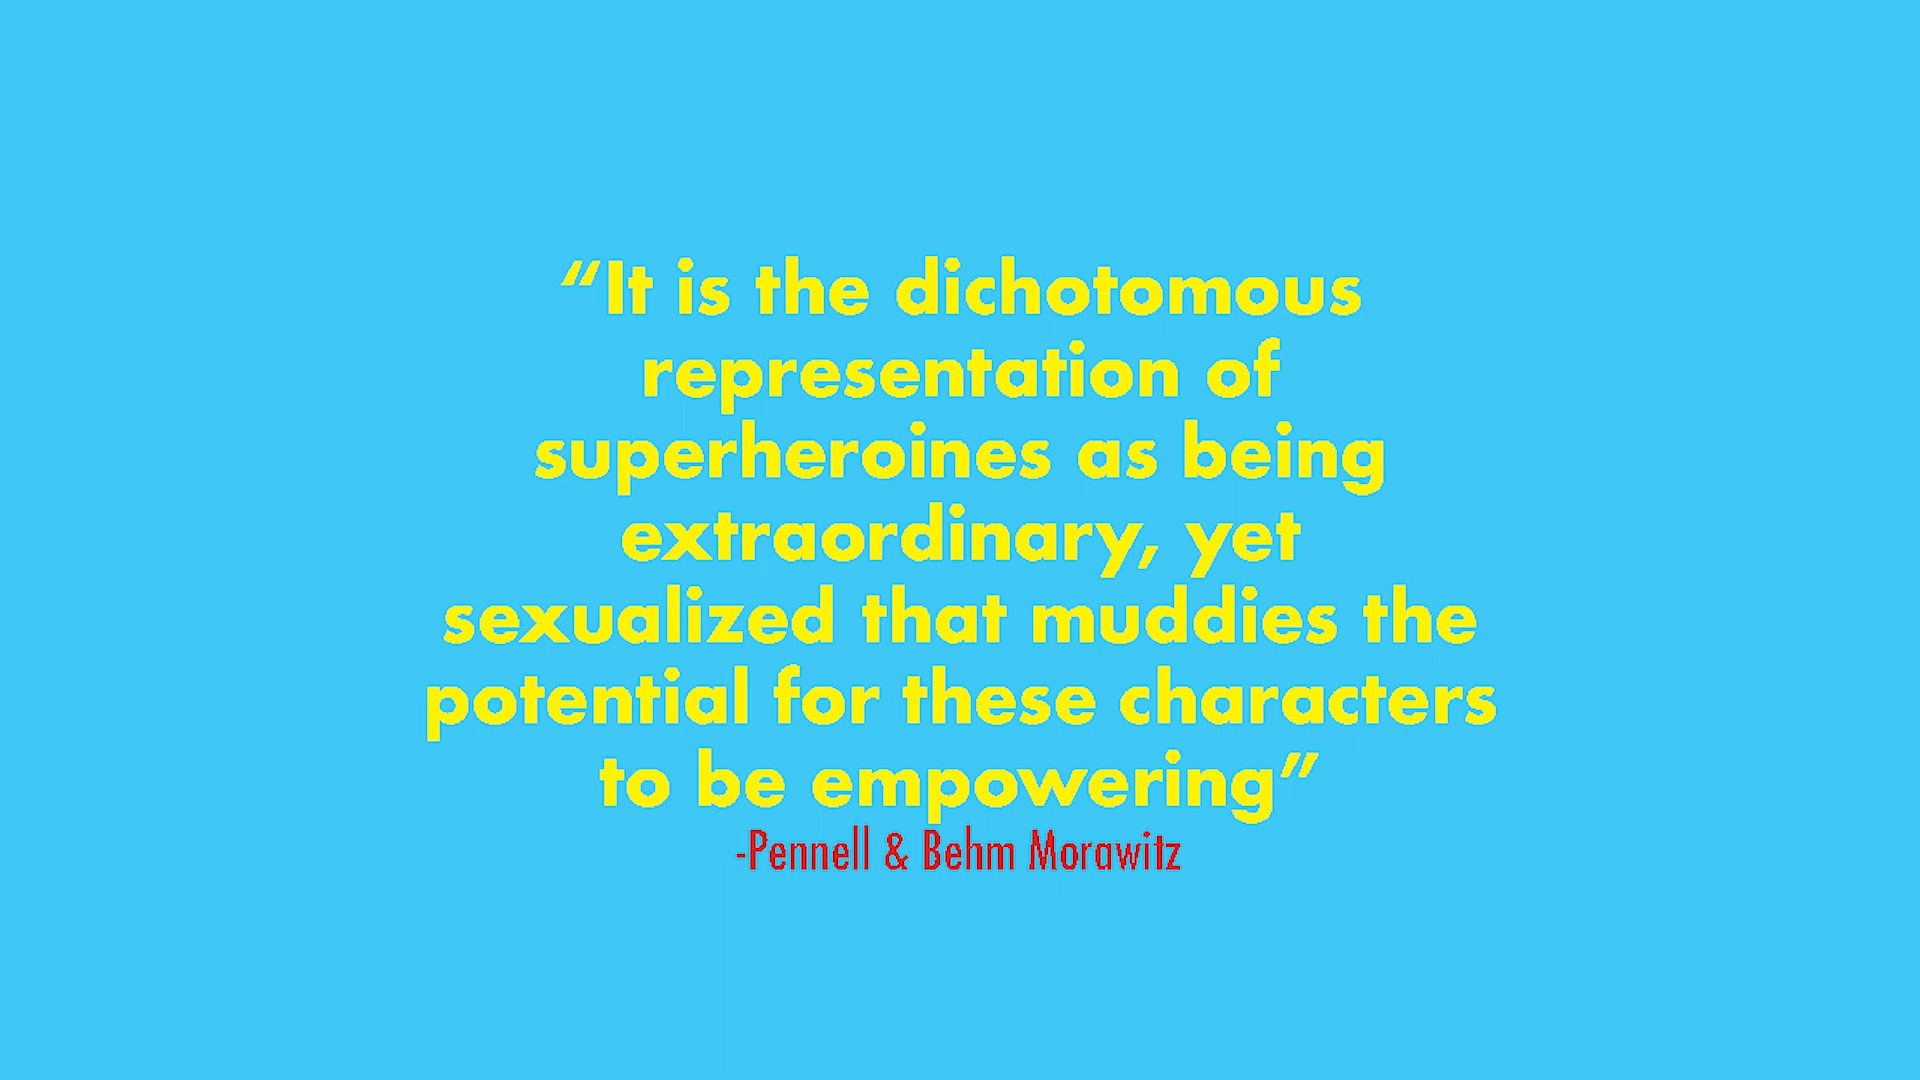 “It is the dichotomous
representation of
superheroines as being
extraordinary, yet
sexualized that muddies the
potential for these characters
to be empowering”
-Pennell & Behm Morawitz